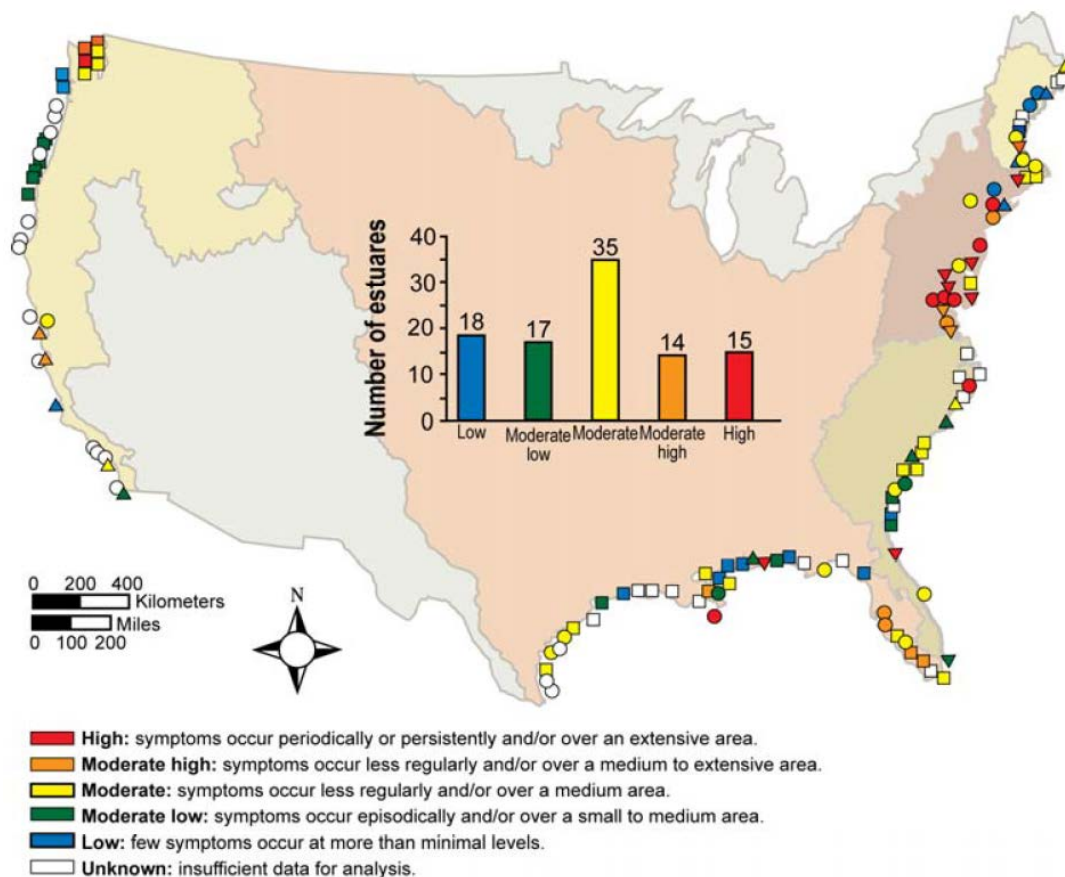 Number of estuares
40
30
20
10
0
18
17
35
14
15
Low
Moderate
low
Moderate
Moderate
high
High
0 200 400
Kilometers
Miles
0 100 200
N
High: symptoms occur periodically or persistently and/or over an extensive area.
Moderate high: symptoms occur less regularly and/or over a medium to extensive area.
Moderate: symptoms occur less regularly and/or over a medium area.
Moderate low: symptoms occur episodically and/or over a small to medium area.
Low: few symptoms occur at more than minimal levels.
Unknown: insufficient data for analysis.